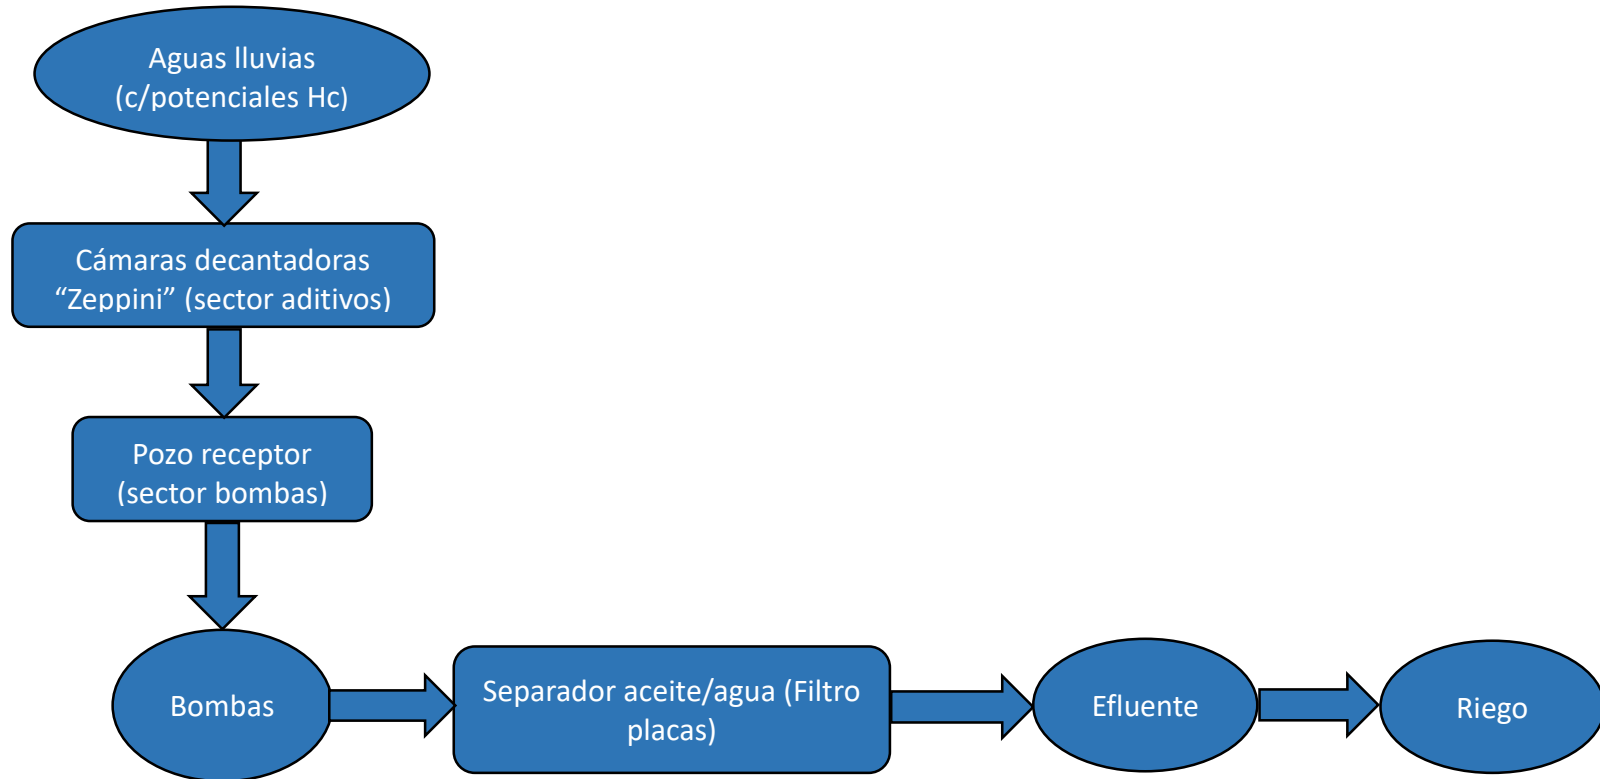 Aguas lluvias
(c/potenciales Hc)
Cámaras decantadoras
“Zeppini” (sector aditivos)
Pozo receptor
(sector bombas)
Bombas
Separador aceite/agua (Filtro
placas)
Efluente
Riego